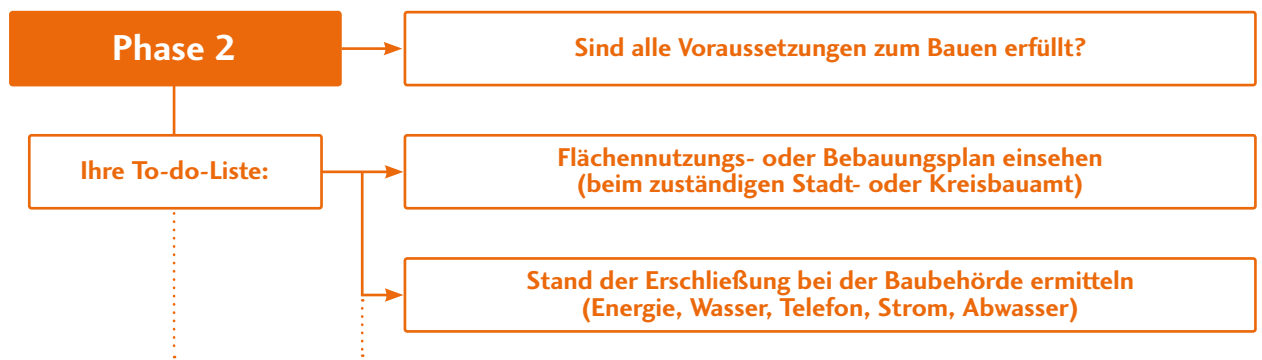 Phase 2
Sind alle Voraussetzungen zum Bauen erfüllt?
Ihre To-do-Liste:
Flächennutzungs- oder Bebauungsplan einsehen
(beim zuständigen Stadt- oder Kreisbauamt)
Stand der Erschließung bei der Baubehörde ermitteln
(Energie, Wasser, Telefon, Strom, Abwasser)